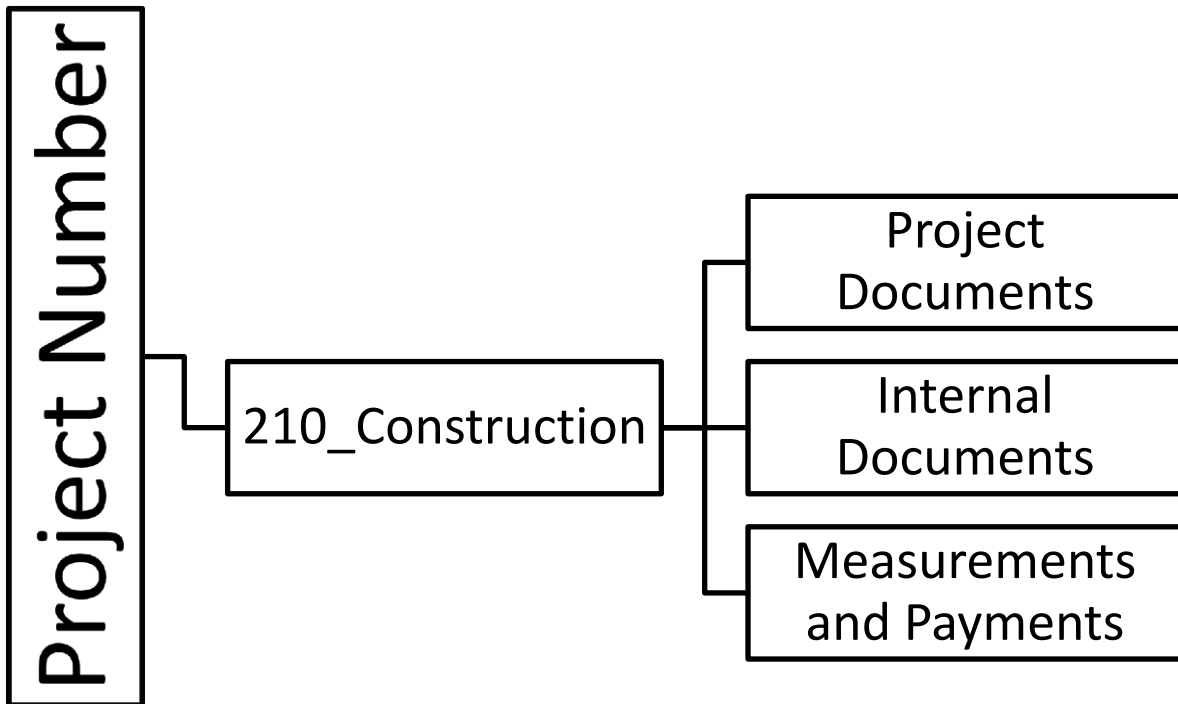 Project Number
210_Construction
Project
Documents
Internal
Documents
Measurements
and Payments